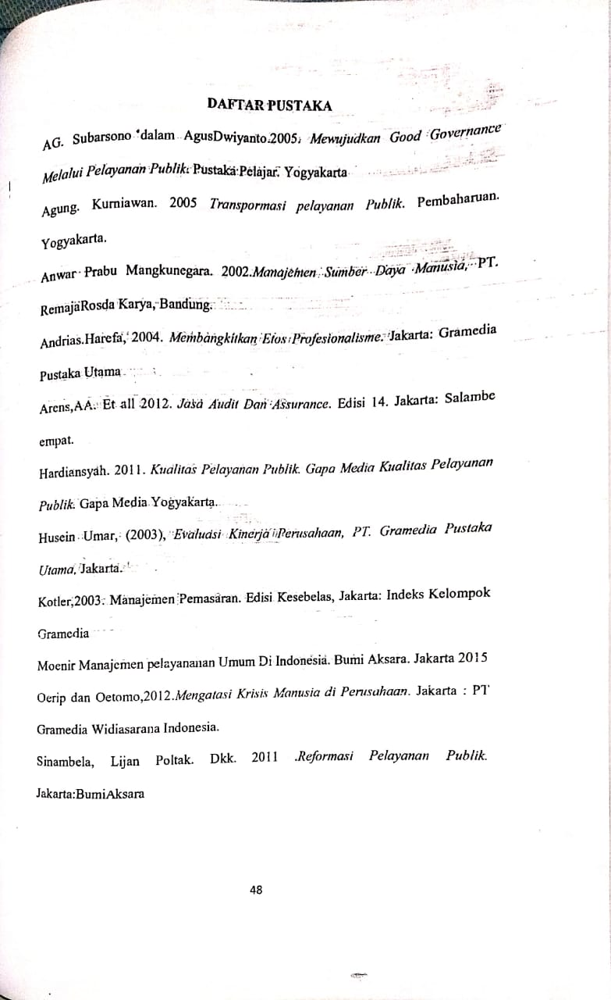 DAFTAR PUSTAKA
AG. Subarsono dalam AgusDwiyanto.2005, Mewujudkan Good Governance
Melalui Pelayanan Publik. Pustaka Pelajar. Yogyakarta
Agung. Kurniawan. 2005 Transpormasi pelayanan Publik. Pembaharuan.
Yogyakarta.
Anwar Prabu Mangkunegara. 2002.Manajemen Sumber Daya Manusia, PT.
RemajaRosda Karya, Bandung.
Andrias.Harefa, 2004. Membangkitkan Etos Profesionalisme. Jakarta: Gramedia
Pustaka Utama
Arens,AA. Et all 2012. Jasa Audit Dan Assurance. Edisi 14. Jakarta: Salambe
empat.
Hardiansyah. 2011. Kualitas Pelayanan Publik. Gapa Media Kualitas Pelayanan
Publik. Gapa Media Yogyakarta.
Husein Umar, (2003), Evaluasi Kinerja Perusahaan, PT. Gramedia Pustaka
Utama, Jakarta.
Kotler,2003: Manajemen Pemasaran. Edisi Kesebelas, Jakarta: Indeks Kelompok
Gramedia
Moenir Manajemen pelayananan Umum Di Indonesia. Bumi Aksara. Jakarta 2015
Oerip dan Oetomo,2012.Mengatasi Krisis Manusia di Perusahaan. Jakarta : PT
Gramedia Widiasarana Indonesia.
Sinambela, Lijan Poltak. Dkk. 2011 .Reformasi Pelayanan Publik.
Jakarta:BumiAksara
48